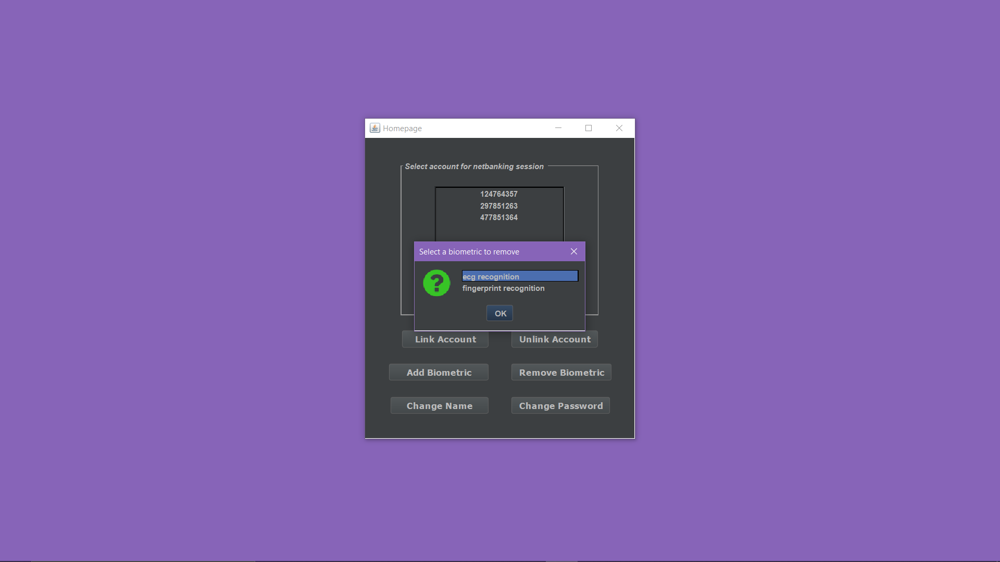 Homepage
Select account for netbanking session
124764357
297851263
477851364
Select a biometric to remove
ecg recognition
fingerprint recognition
OK
Link Account
Unlink Account
Add Biometric
Remove Biometric
Change Name
Change Password